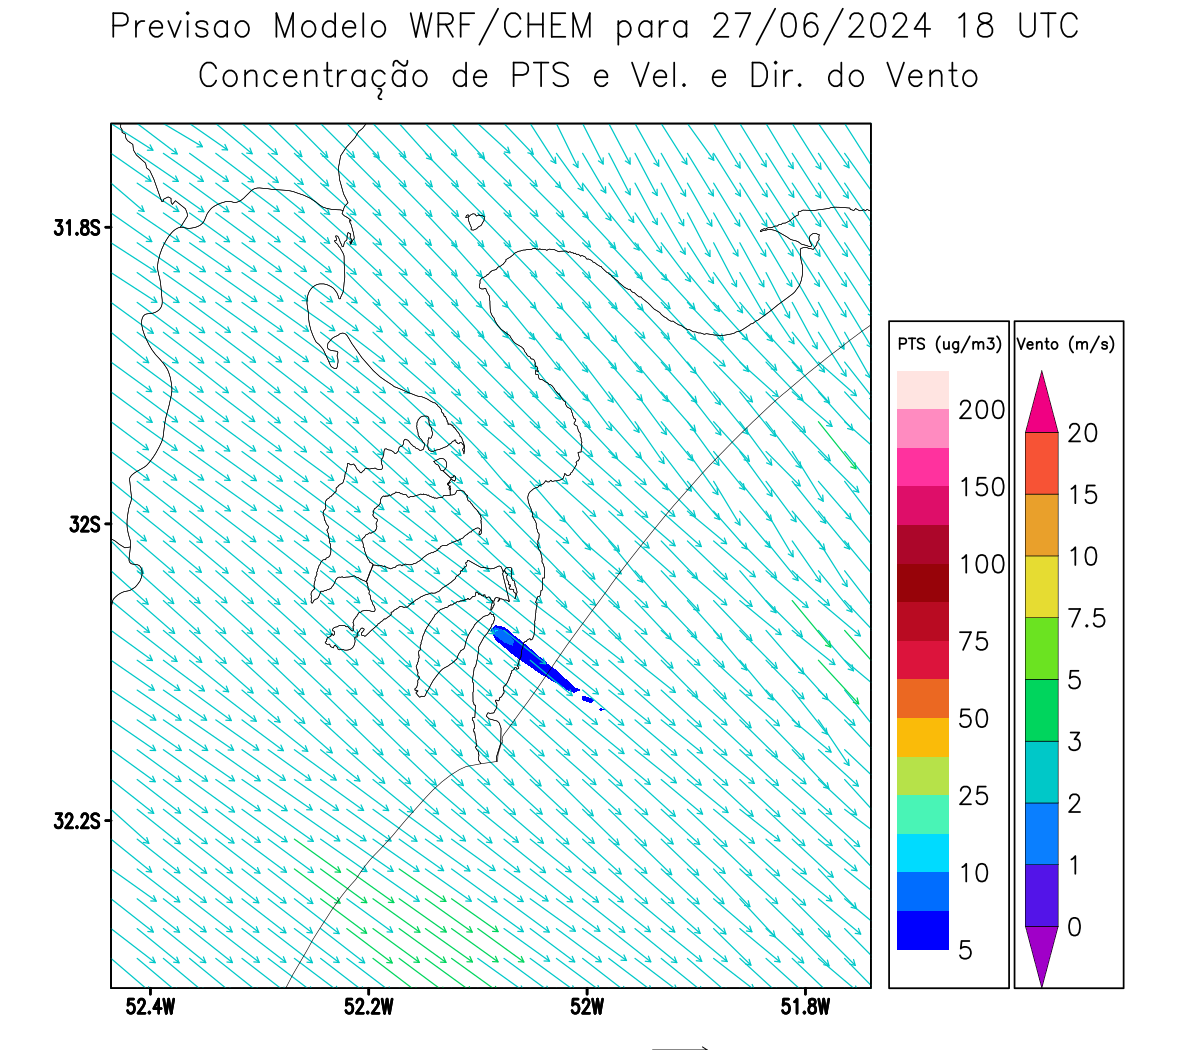 Previsao Modelo WRF/CHEM para 27/06/2024 18 UTC
Concentração de PTS e Vel. e Dir. do Vento
31.8S
32S
32.2S
52.4W
52.2W
52W
51.8W
PTS (ug/m3)
200
150
100
75
50
25
10
5
Vento (m/s)
20
15
10
7.5
5
3
2
1
0